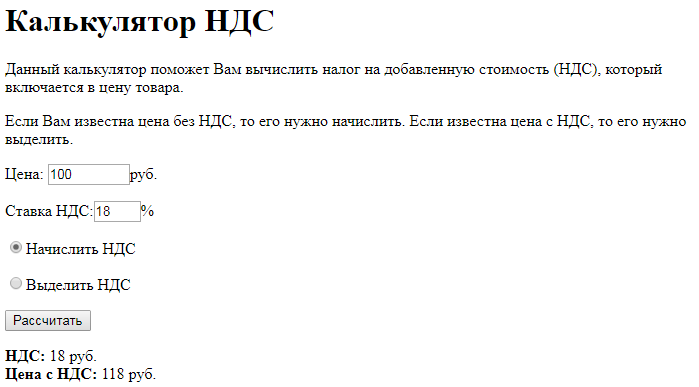 Калькулятор НДС
Данный калькулятор поможет Вам вычислить налог на добавленную стоимость (НДС), который
включается в цену товара.
Если Вам известна цена без НДС, то его нужно начислить. Если известна цена с НДС, то его нужно
выделить.
Цена: 100 руб.
Ставка НДС: 18 %
Начислить НДС
Выделить НДС
Рассчитать
НДС: 18 руб.
Цена с НДС: 118 руб.